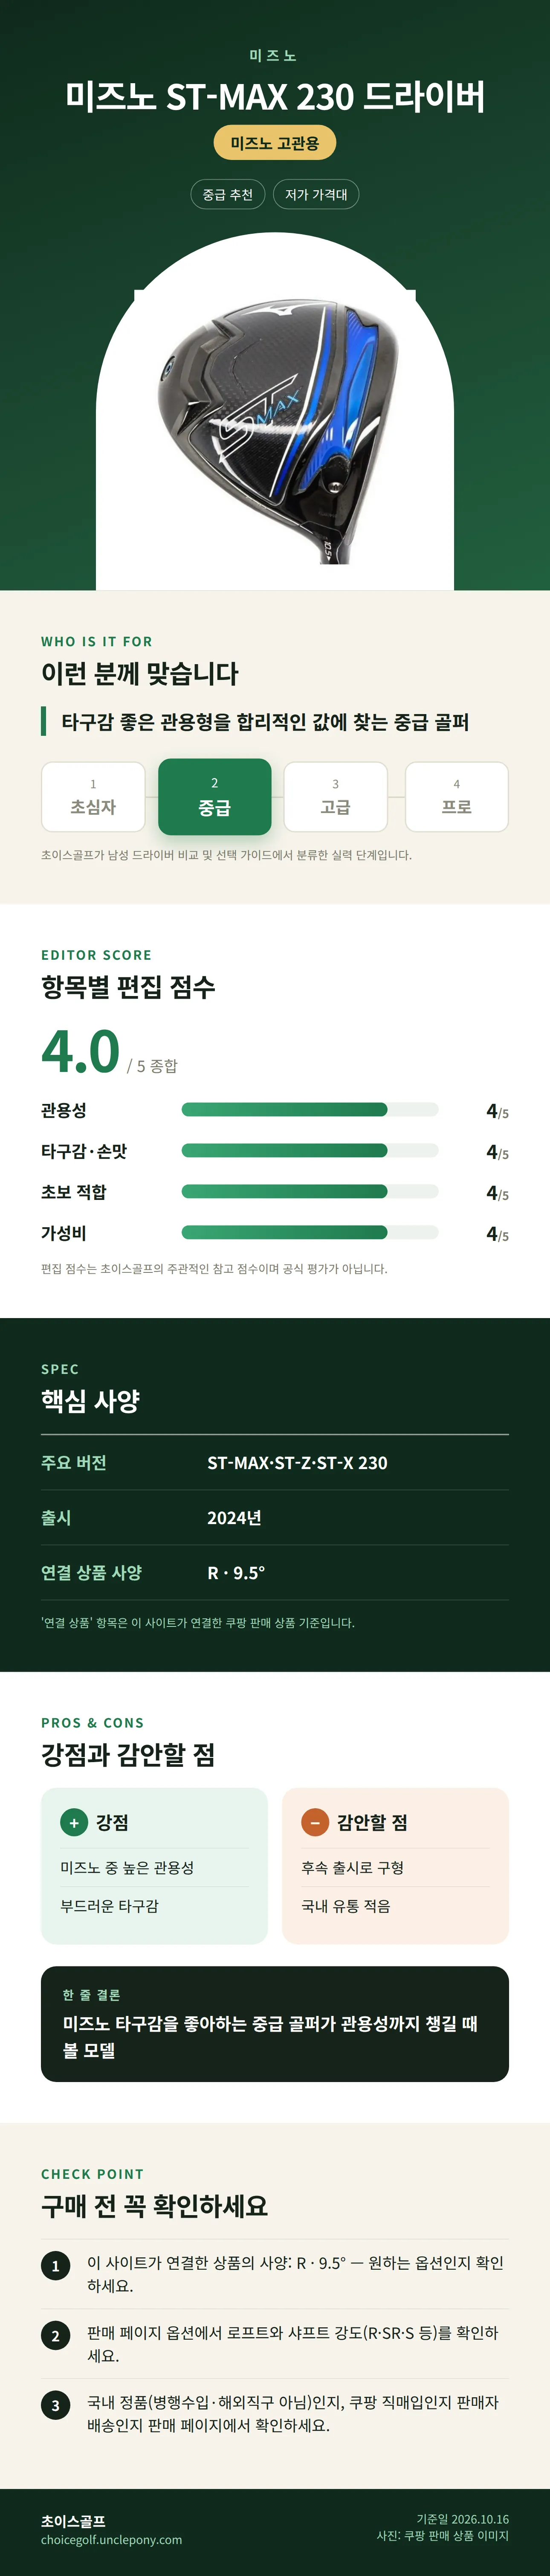 미즈노
미즈노 ST-MAX 230 드라이버
미즈노 고관용
중급 추천
저가 가격대
ST MAX
10.5
WHO IS IT FOR
이런 분께 맞습니다
타구감 좋은 관용형을 합리적인 값에 찾는 중급 골퍼
1
초심자
2
중급
3
고급
4
프로
초이스골프가 남성 드라이버 비교 및 선택 가이드에서 분류한 실력 단계입니다.
EDITOR SCORE
항목별 편집 점수
4.0 / 5 종합
관용성 4/5
타구감·손맛 4/5
초보 적합 4/5
가성비 4/5
편집 점수는 초이스골프의 주관적인 참고 점수이며 공식 평가가 아닙니다.
SPEC
핵심 사양
주요 버전 ST-MAX·ST-Z·ST-X 230
출시 2024년
연결 상품 사양 R · 9.5°
'연결 상품' 항목은 이 사이트가 연결한 쿠팡 판매 상품 기준입니다.
PROS & CONS
강점과 감안할 점
+ 강점
미즈노 중 높은 관용성
부드러운 타구감
− 감안할 점
후속 출시로 구형
국내 유통 적음
한 줄 결론
미즈노 타구감을 좋아하는 중급 골퍼가 관용성까지 챙길 때
볼 모델
CHECK POINT
구매 전 꼭 확인하세요
1 이 사이트가 연결한 상품의 사양: R · 9.5° — 원하는 옵션인지 확인
하세요.
2 판매 페이지 옵션에서 로프트와 샤프트 강도(R·SR·S 등)를 확인하
세요.
3 국내 정품(병행수입·해외직구 아님)인지, 쿠팡 직매입인지 판매자
배송인지 판매 페이지에서 확인하세요.
초이스골프
choicegolf.unclepony.com
기준일 2026.10.16
사진: 쿠팡 판매 상품 이미지